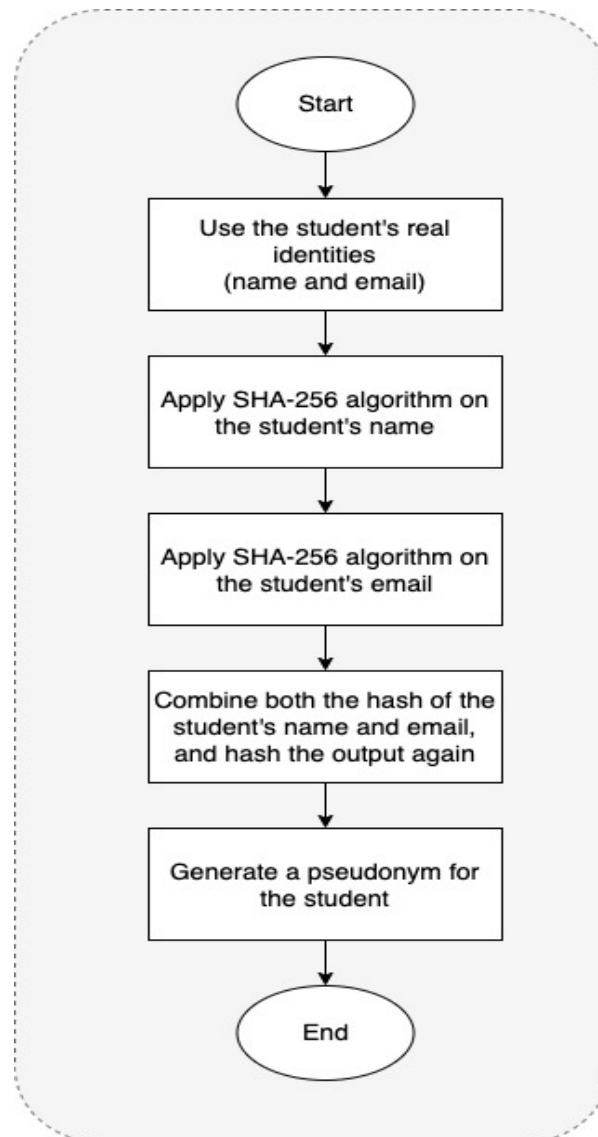 Start
Use the student's real
identities
(name and email)
Apply SHA-256 algorithm on
the student's name
Apply SHA-256 algorithm on
the student's email
Combine both the hash of the
student's name and email,
and hash the output again
Generate a pseudonym for
the student
End